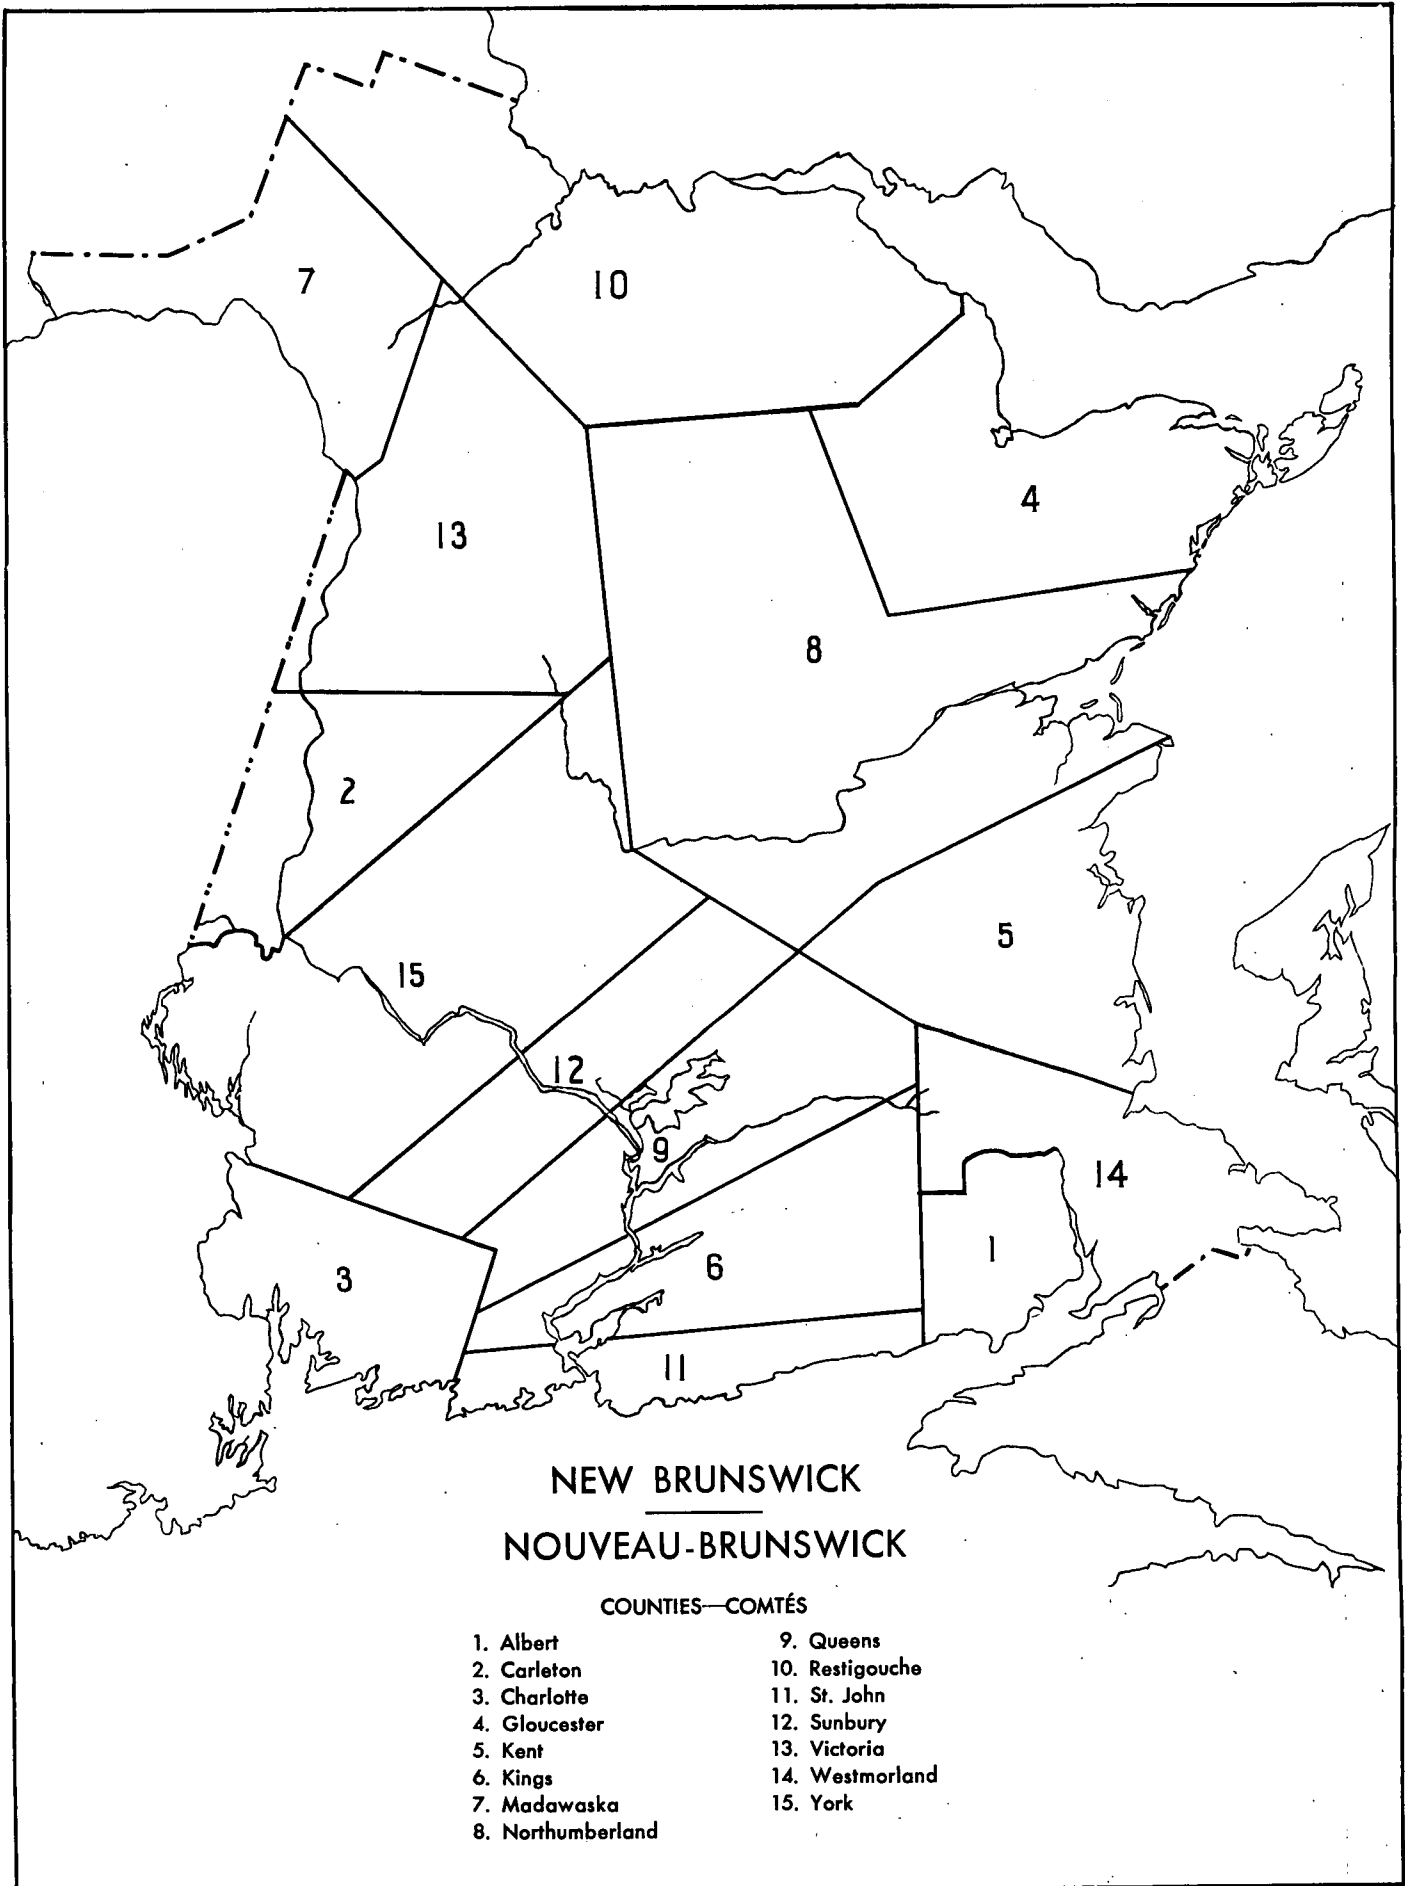 7
10
13
4
8
2
5
15
12
9
14
3
6
1
11
NEW BRUNSWICK
NOUVEAU-BRUNSWICK
COUNTIES—COMTÉS
1. Albert
2. Carleton
3. Charlotte
4. Gloucester
5. Kent
6. Kings
7. Madawaska
8. Northumberland
9. Queens
10. Restigouche
11. St. John
12. Sunbury
13. Victoria
14. Westmorland
15. York